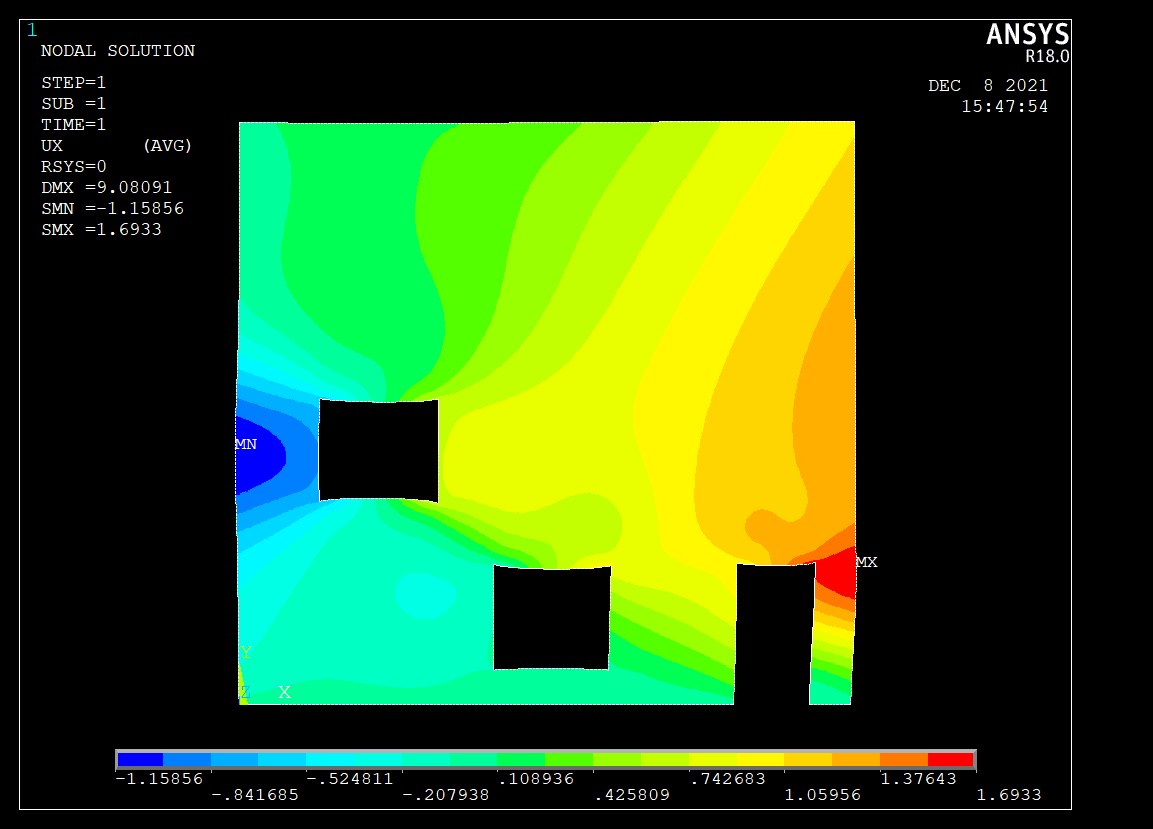 1
ANSYS
R18.0
NODAL SOLUTION
DEC 8 2021
15:47:54
STEP=1
SUB =1
TIME=1
UX (AVG)
RSYS=0
DMX =9.08091
SMN =-1.15856
SMX =1.6933
MN
MX
Y
Z X
-1.15856 -.524811 .108936 .742683 1.37643
-.841685 -.207938 .425809 1.05956 1.6933